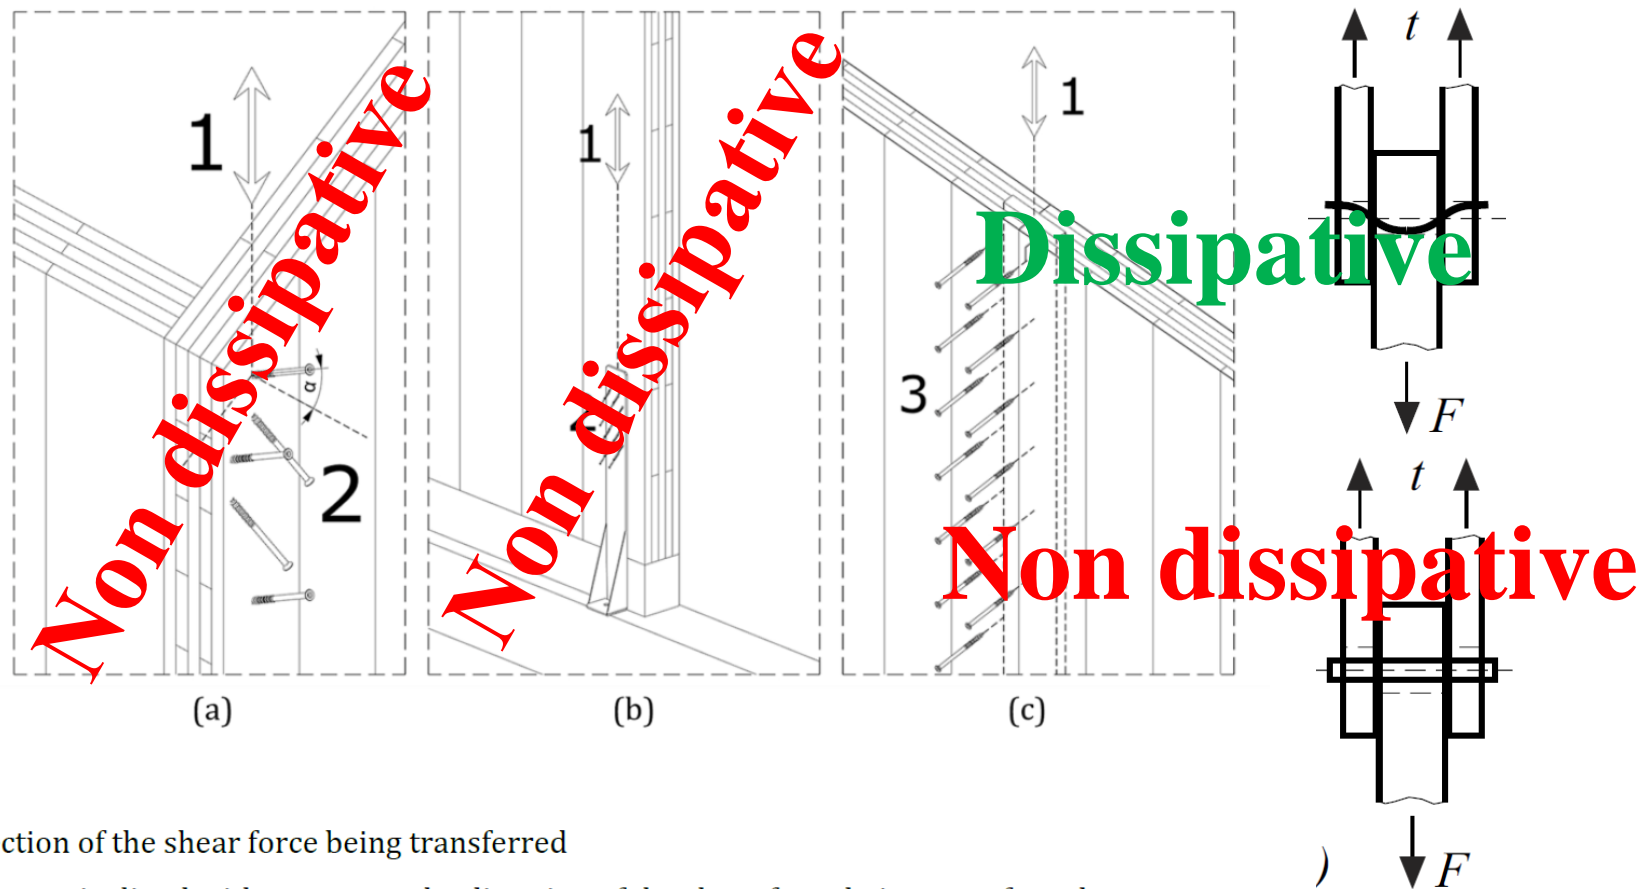 1
2
α
Non dissipative
(a)
1
2
Non dissipative
(b)
1
3
(c)
Dissipative
Non dissipative
t
F
t
F
)
ction of the shear force being transferred